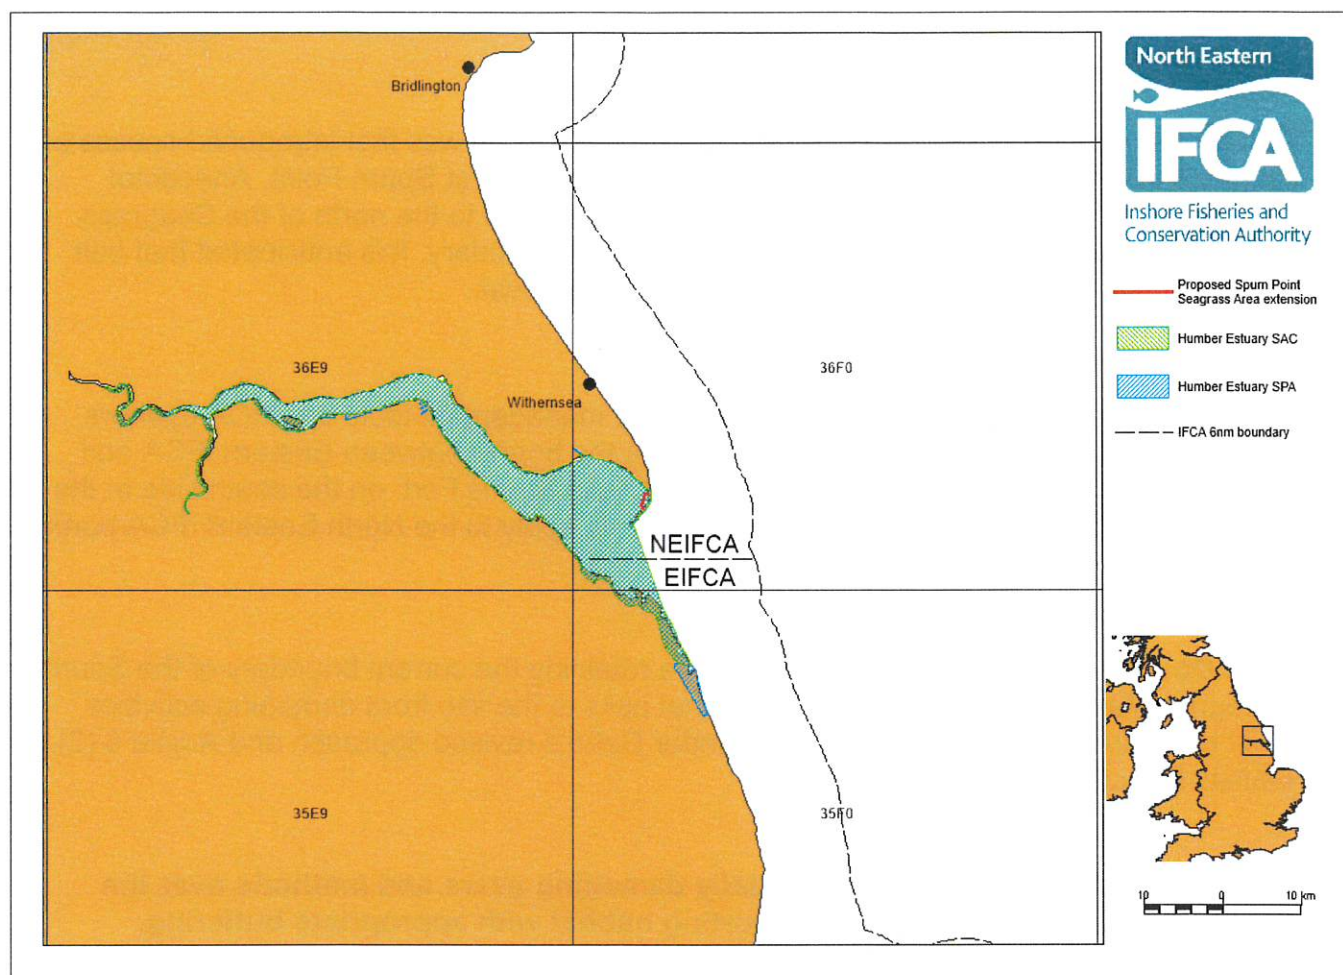 Bridlington
36E9
36F0
Withernsea
NEIFCA
EIFCA
35E9
35F0
North Eastern
IFCA
Inshore Fisheries and
Conservation Authority
Proposed Spurn Point
Seagrass Area extension
Humber Estuary SAC
Humber Estuary SPA
IFCA 6nm boundary
10 0 10 km